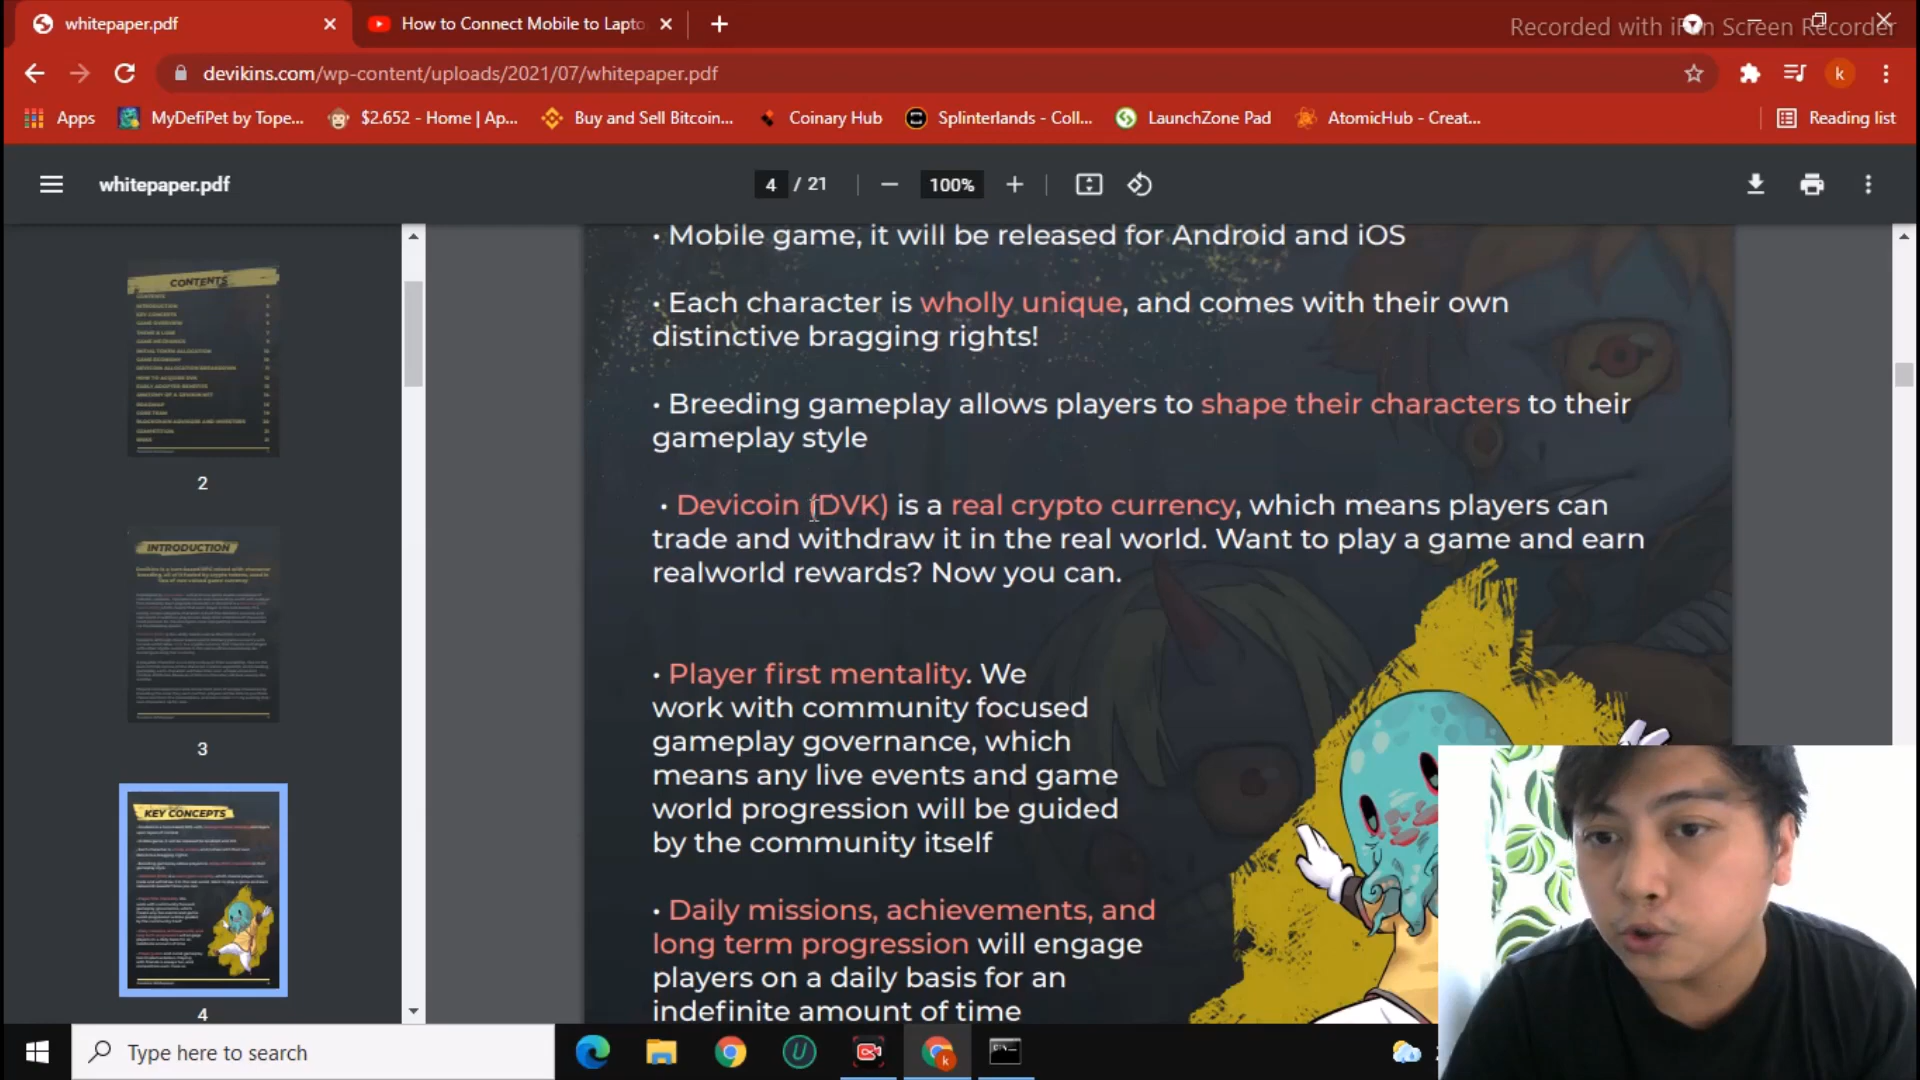 whitepaper.pdf
How to Connect Mobile to Lapto
Recorded with iFun Screen Recorder
devikins.com/wp-content/uploads/2021/07/whitepaper.pdf
k
Apps
MyDefiPet by Tope...
$2.652 - Home | Ap...
Buy and Sell Bitcoin...
Coinary Hub
Splinterlands - Coll...
LaunchZone Pad
AtomicHub - Creat...
Reading list
whitepaper.pdf
4 / 21
100%
CONTENTS
2
INTRODUCTION
3
KEY CONCEPTS
4
• Mobile game, it will be released for Android and iOS
• Each character is wholly unique, and comes with their own
distinctive bragging rights!
• Breeding gameplay allows players to shape their characters to their
gameplay style
• Devicoin (DVK) is a real crypto currency, which means players can
trade and withdraw it in the real world. Want to play a game and earn
realworld rewards? Now you can.
• Player first mentality. We
work with community focused
gameplay governance, which
means any live events and game
world progression will be guided
by the community itself
• Daily missions, achievements, and
long term progression will engage
players on a daily basis for an
indefinite amount of time
Type here to search